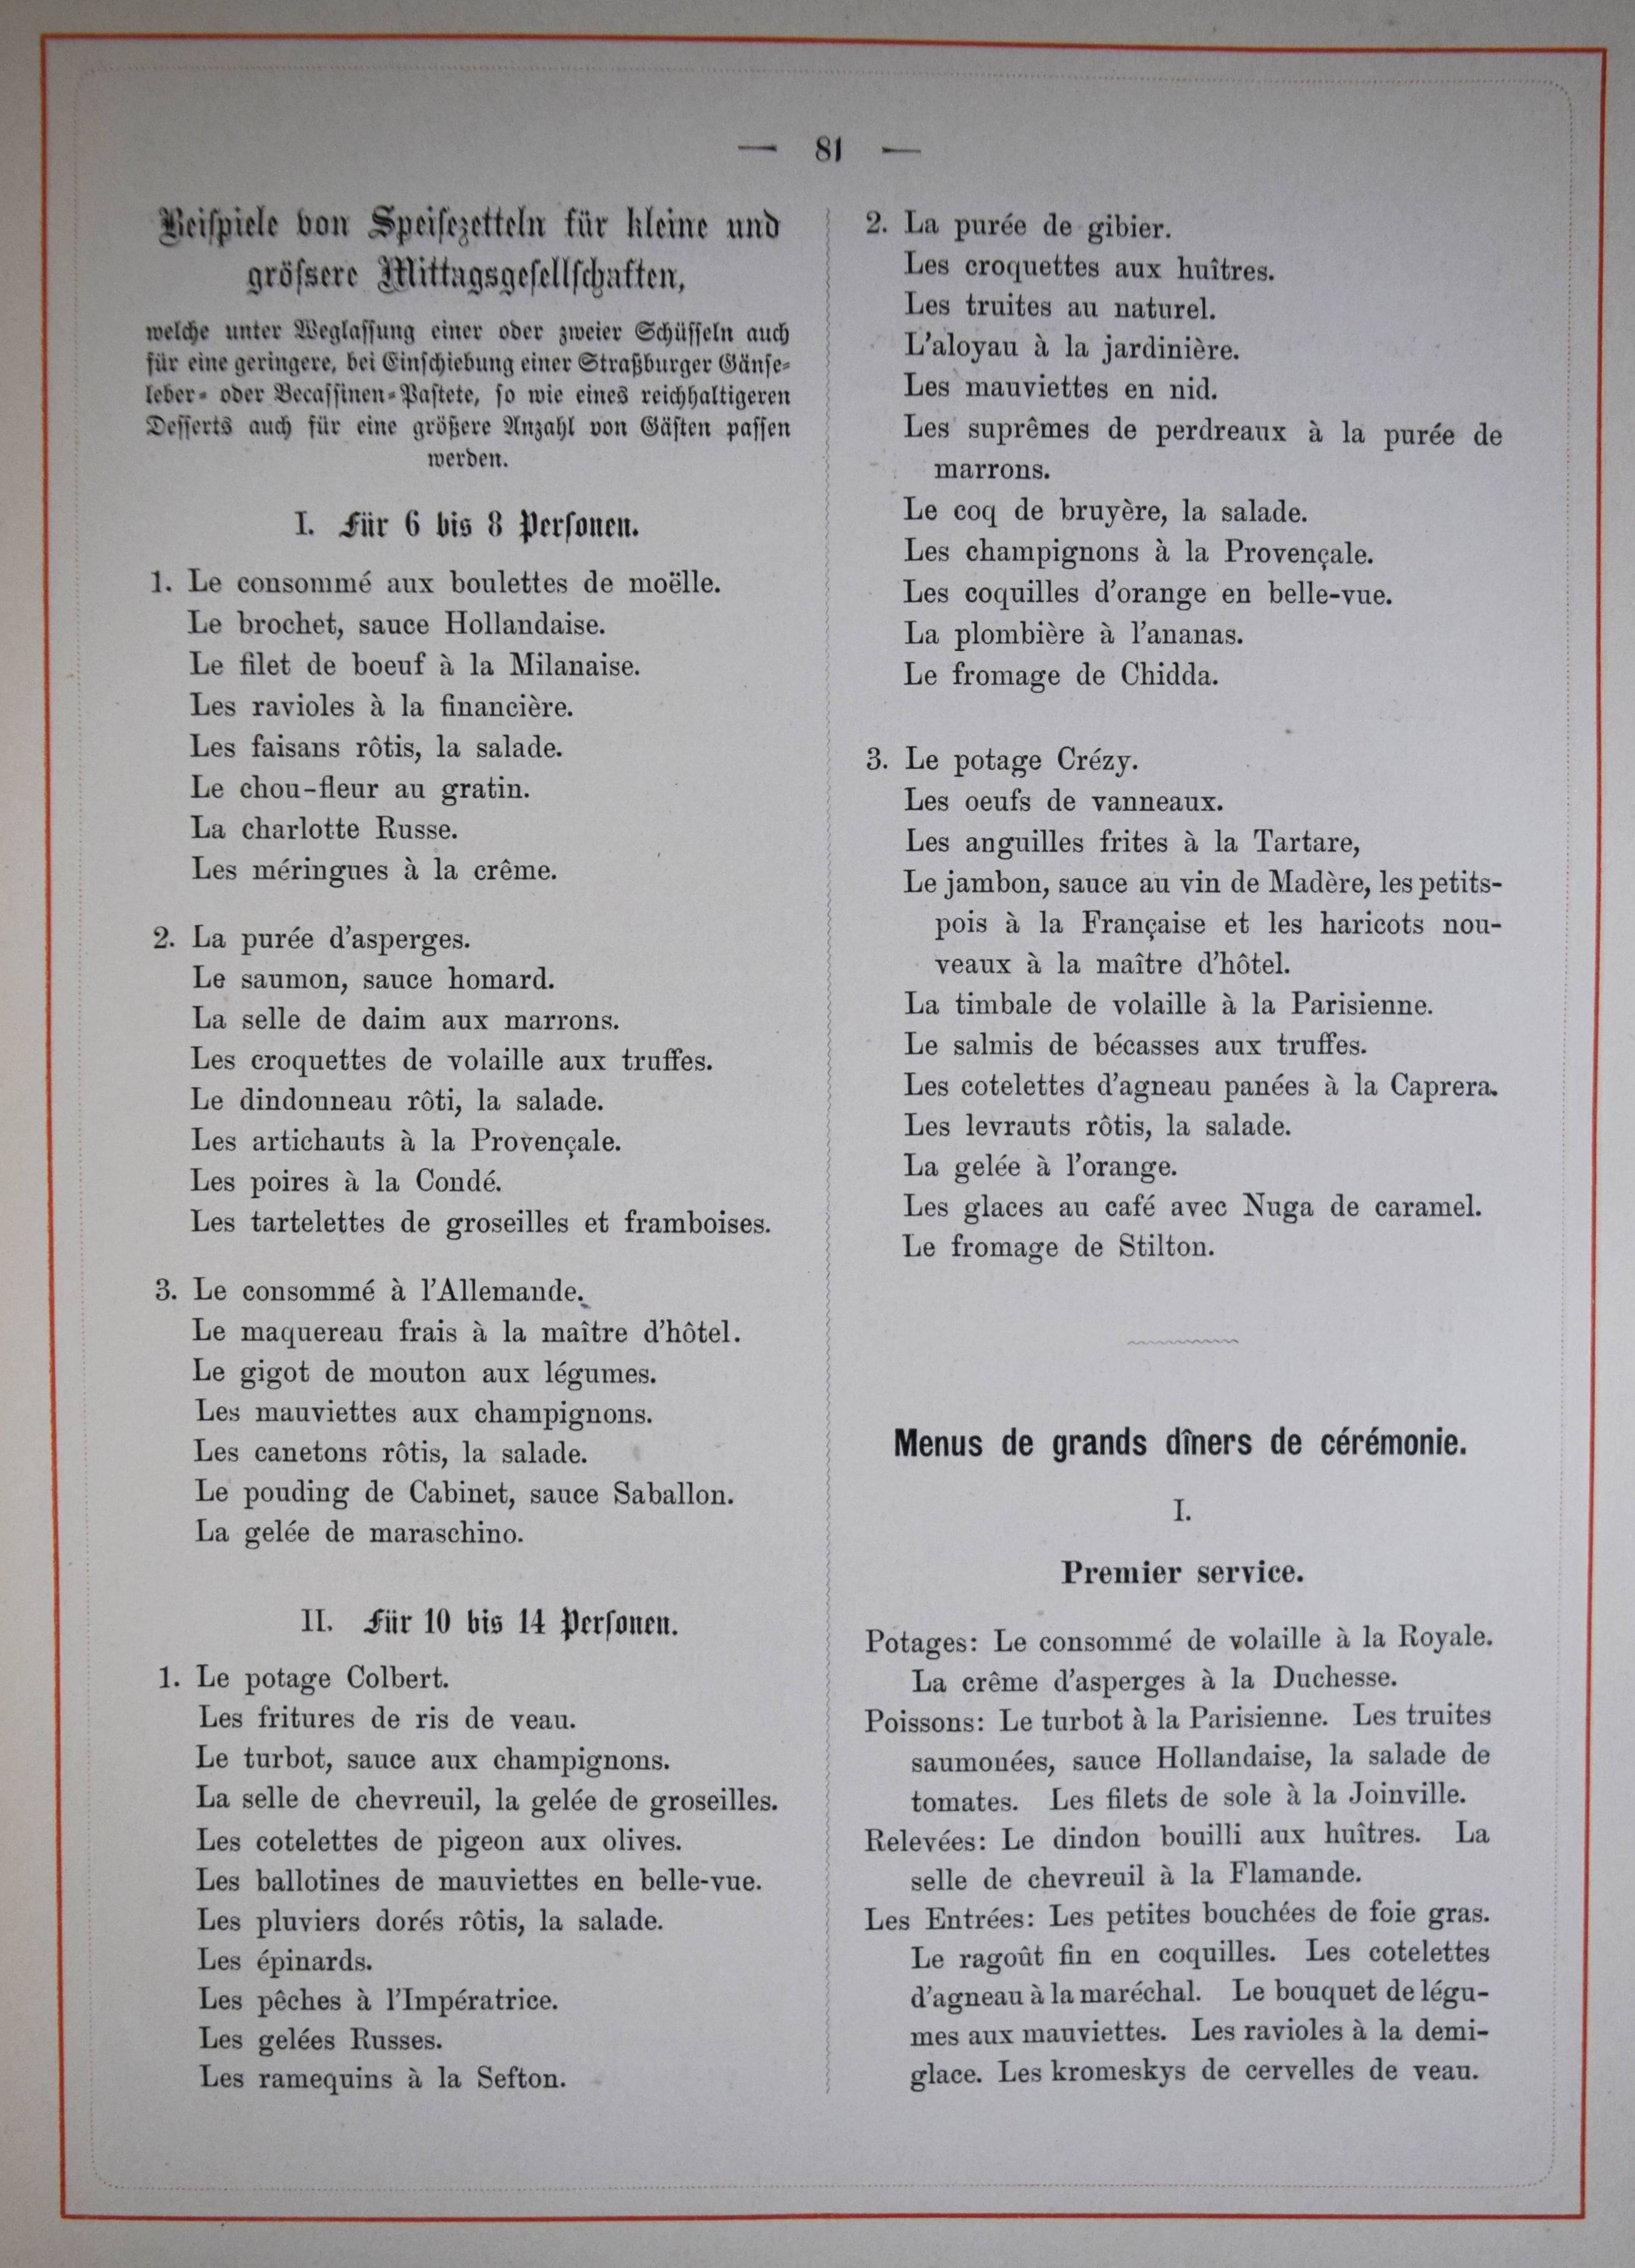 — 81 —
Beispiele von Speisezetteln für kleine und
grössere Mittagsgesellschaften,
welche unter Weglassung einer oder zweier Schüsseln auch
für eine geringere, bei Einschiebung einer Straßburger Gänse-
leber- oder Becassinen-Pastete, so wie eines reichhaltigeren
Desserts auch für eine größere Anzahl von Gästen passen
werden.
I. Für 6 bis 8 Personen.
1. Le consommé aux boulettes de moëlle.
Le brochet, sauce Hollandaise.
Le filet de boeuf à la Milanaise.
Les ravioles à la financière.
Les faisans rôtis, la salade.
Le chou-fleur au gratin.
La charlotte Russe.
Les méringues à la crême.
2. La purée d'asperges.
Le saumon, sauce homard.
La selle de daim aux marrons.
Les croquettes de volaille aux truffes.
Le dindonneau rôti, la salade.
Les artichauts à la Provençale.
Les poires à la Condé.
Les tartelettes de groseilles et framboises.
3. Le consommé à l'Allemande.
Le maquereau frais à la maître d'hôtel.
Le gigot de mouton aux légumes.
Les mauviettes aux champignons.
Les canetons rôtis, la salade.
Le pouding de Cabinet, sauce Saballon.
La gelée de maraschino.
II. Für 10 bis 14 Personen.
1. Le potage Colbert.
Les fritures de ris de veau.
Le turbot, sauce aux champignons.
La selle de chevreuil, la gelée de groseilles.
Les cotelettes de pigeon aux olives.
Les ballotines de mauviettes en belle-vue.
Les pluviers dorés rôtis, la salade.
Les épinards.
Les pêches à l'Impératrice.
Les gelées Russes.
Les ramequins à la Sefton.
2. La purée de gibier.
Les croquettes aux huîtres.
Les truites au naturel.
L'aloyau à la jardinière.
Les mauviettes en nid.
Les suprêmes de perdreaux à la purée de
marrons.
Le coq de bruyère, la salade.
Les champignons à la Provençale.
Les coquilles d'orange en belle-vue.
La plombière à l'ananas.
Le fromage de Chidda.
3. Le potage Crézy.
Les oeufs de vanneaux.
Les anguilles frites à la Tartare,
Le jambon, sauce au vin de Madère, les petits-
pois à la Française et les haricots nou-
veaux à la maître d'hôtel.
La timbale de volaille à la Parisienne.
Le salmis de bécasses aux truffes.
Les cotelettes d'agneau panées à la Caprera.
Les levrauts rôtis, la salade.
La gelée à l'orange.
Les glaces au café avec Nuga de caramel.
Le fromage de Stilton.
Menus de grands dîners de cérémonie.
I.
Premier service.
Potages: Le consommé de volaille à la Royale.
La crême d'asperges à la Duchesse.
Poissons: Le turbot à la Parisienne. Les truites
saumonées, sauce Hollandaise, la salade de
tomates. Les filets de sole à la Joinville.
Relevées: Le dindon bouilli aux huîtres. La
selle de chevreuil à la Flamande.
Les Entrées: Les petites bouchées de foie gras.
Le ragoût fin en coquilles. Les cotelettes
d'agneau à la maréchal. Le bouquet de légu-
mes aux mauviettes. Les ravioles à la demi-
glace. Les kromeskys de cervelles de veau.